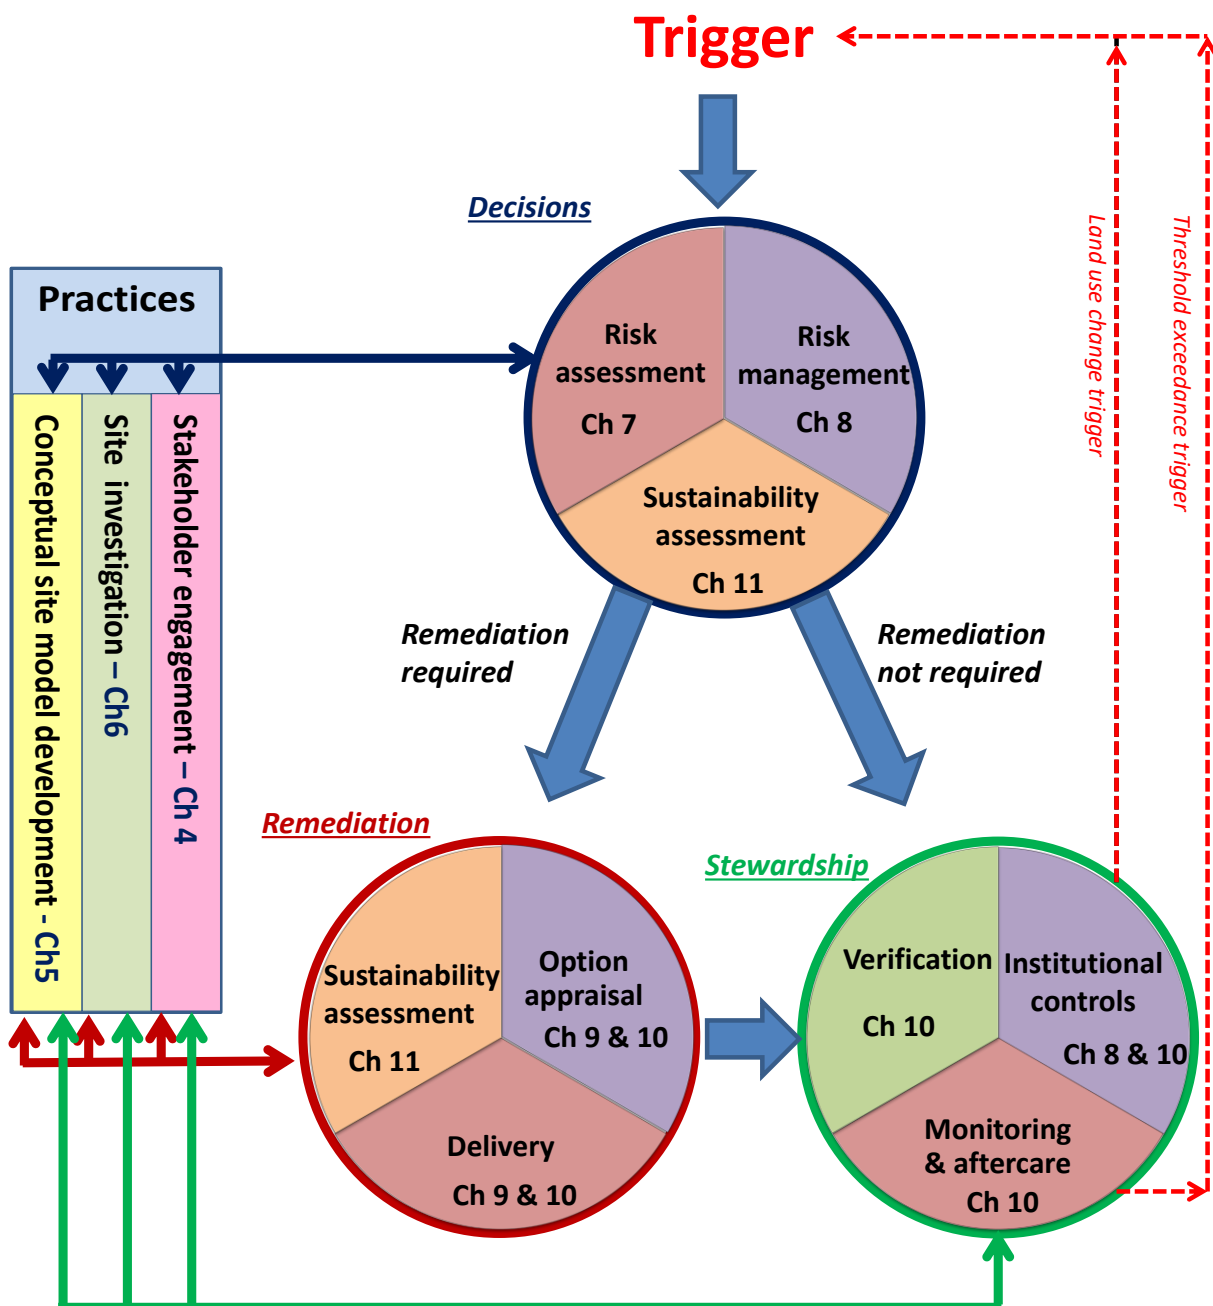 Trigger
Decisions
Practices
Conceptual site model development - Ch5
Site investigation – Ch6
Stakeholder engagement – Ch 4
Risk
assessment
Ch 7
Risk
management
Ch 8
Sustainability
assessment
Ch 11
Remediation
required
Remediation
not required
Land use change trigger
Threshold exceedance trigger
Remediation
Sustainability
assessment
Ch 11
Option
appraisal
Ch 9 & 10
Delivery
Ch 9 & 10
Stewardship
Verification
Ch 10
Institutional
controls
Ch 8 & 10
Monitoring
& aftercare
Ch 10